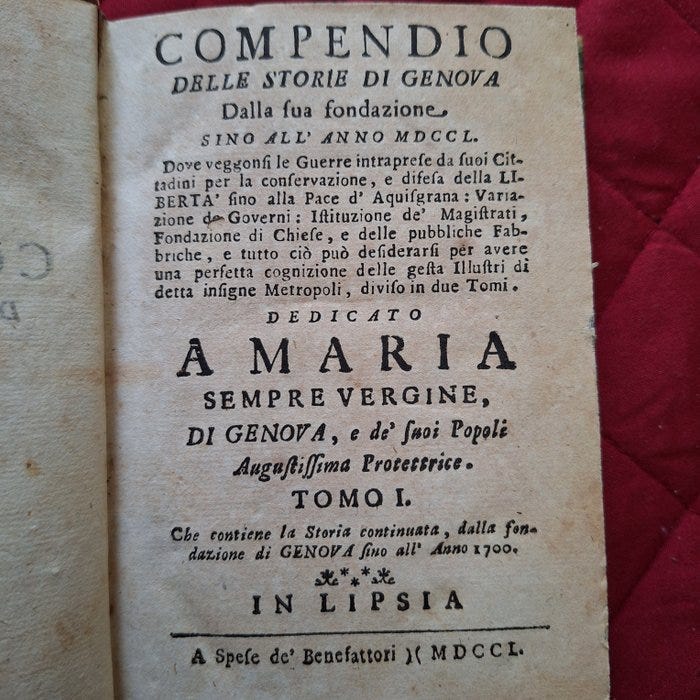 COMPENDIO
DELLE STORIE DI GENOVA
Dalla ſua fondazione
SINO ALL' ANNO MDCCL.
Dove veggonſi le Guerre intrapreſe da ſuoi Cit-
tadini per la conſervazione, e difeſa della LI-
BERTA' ſino alla Pace d' Aquiſgrana: Varia-
zione de Governi: Iſtituzione de' Magiſtrati,
Fondazione di Chieſe, e delle pubbliche Fab-
briche, e tutto ciò può deſiderarſi per avere
una perfetta cognizione delle geſta Illuſtri di
detta inſigne Metropoli, diviſo in due Tomi.
DEDICATO
A MARIA
SEMPRE VERGINE,
DI GENOVA, e de' ſuoi Popoli
Auguſtiſſima Protettrice.
TOMO I.
Che contiene la Storia continuata, dalla fon-
dazione di GENOVA ſino all' Anno 1700.
IN LIPSIA
A Speſe de' Benefattori )( MDCCL.